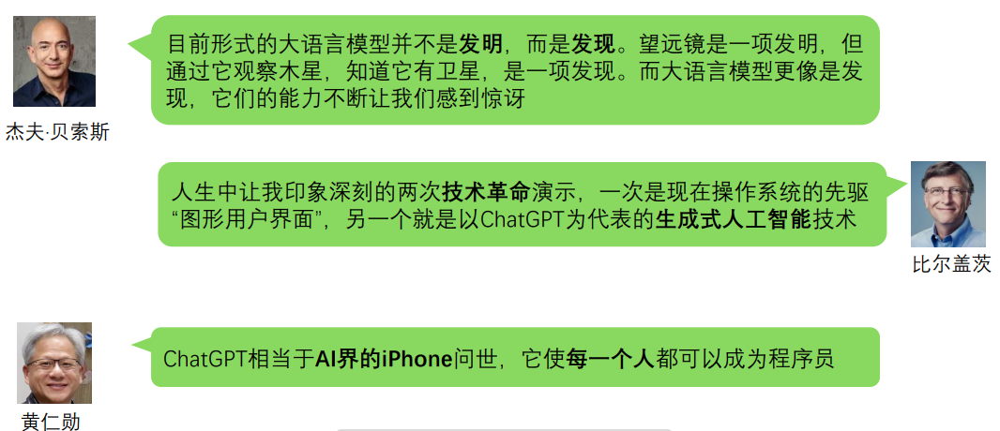 目前形式的大语言模型并不是发明，而是发现。望远镜是一项发明，但
通过它观察木星，知道它有卫星，是一项发现。而大语言模型更像是发
现，它们的能力不断让我们感到惊讶
杰夫·贝索斯
人生中让我印象深刻的两次技术革命演示，一次是现在操作系统的先驱
“图形用户界面”，另一个就是以ChatGPT为代表的生成式人工智能技术
比尔盖茨
ChatGPT相当于AI界的iPhone问世，它使每一个人都可以成为程序员
黄仁勋